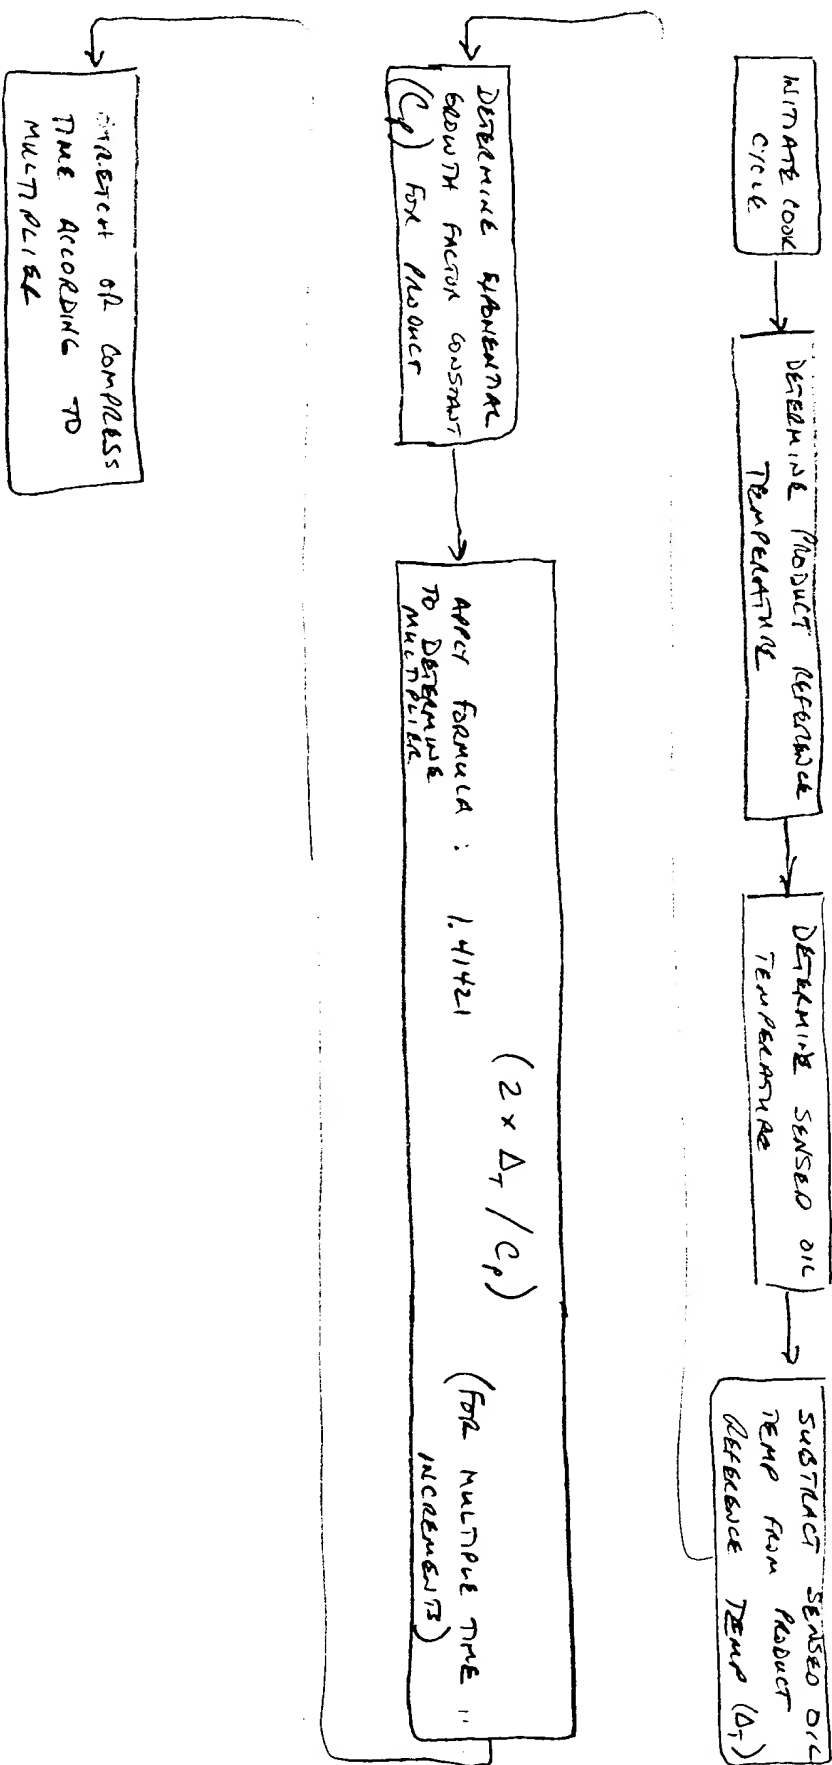 INITIATE COOK
CYCLE
DETERMINE PRODUCT REFERENCE
TEMPERATURE
DETERMINE SENSED OIL
TEMPERATURE
SUBTRACT SENSED OIL
TEMP FROM PRODUCT
REFERENCE TEMP (ΔT)
DETERMINE EXPONENTIAL
GROWTH FACTOR CONSTANT
(Cp) FOR PRODUCT
APPLY FORMULA : 1.41421 (2 x ΔT / Cp) (FOR MULTIPLE TIME
TO DETERMINE INCREMENTS)
MULTIPLIER
STRETCH OR COMPRESS
TIME ACCORDING TO
MULTIPLIER